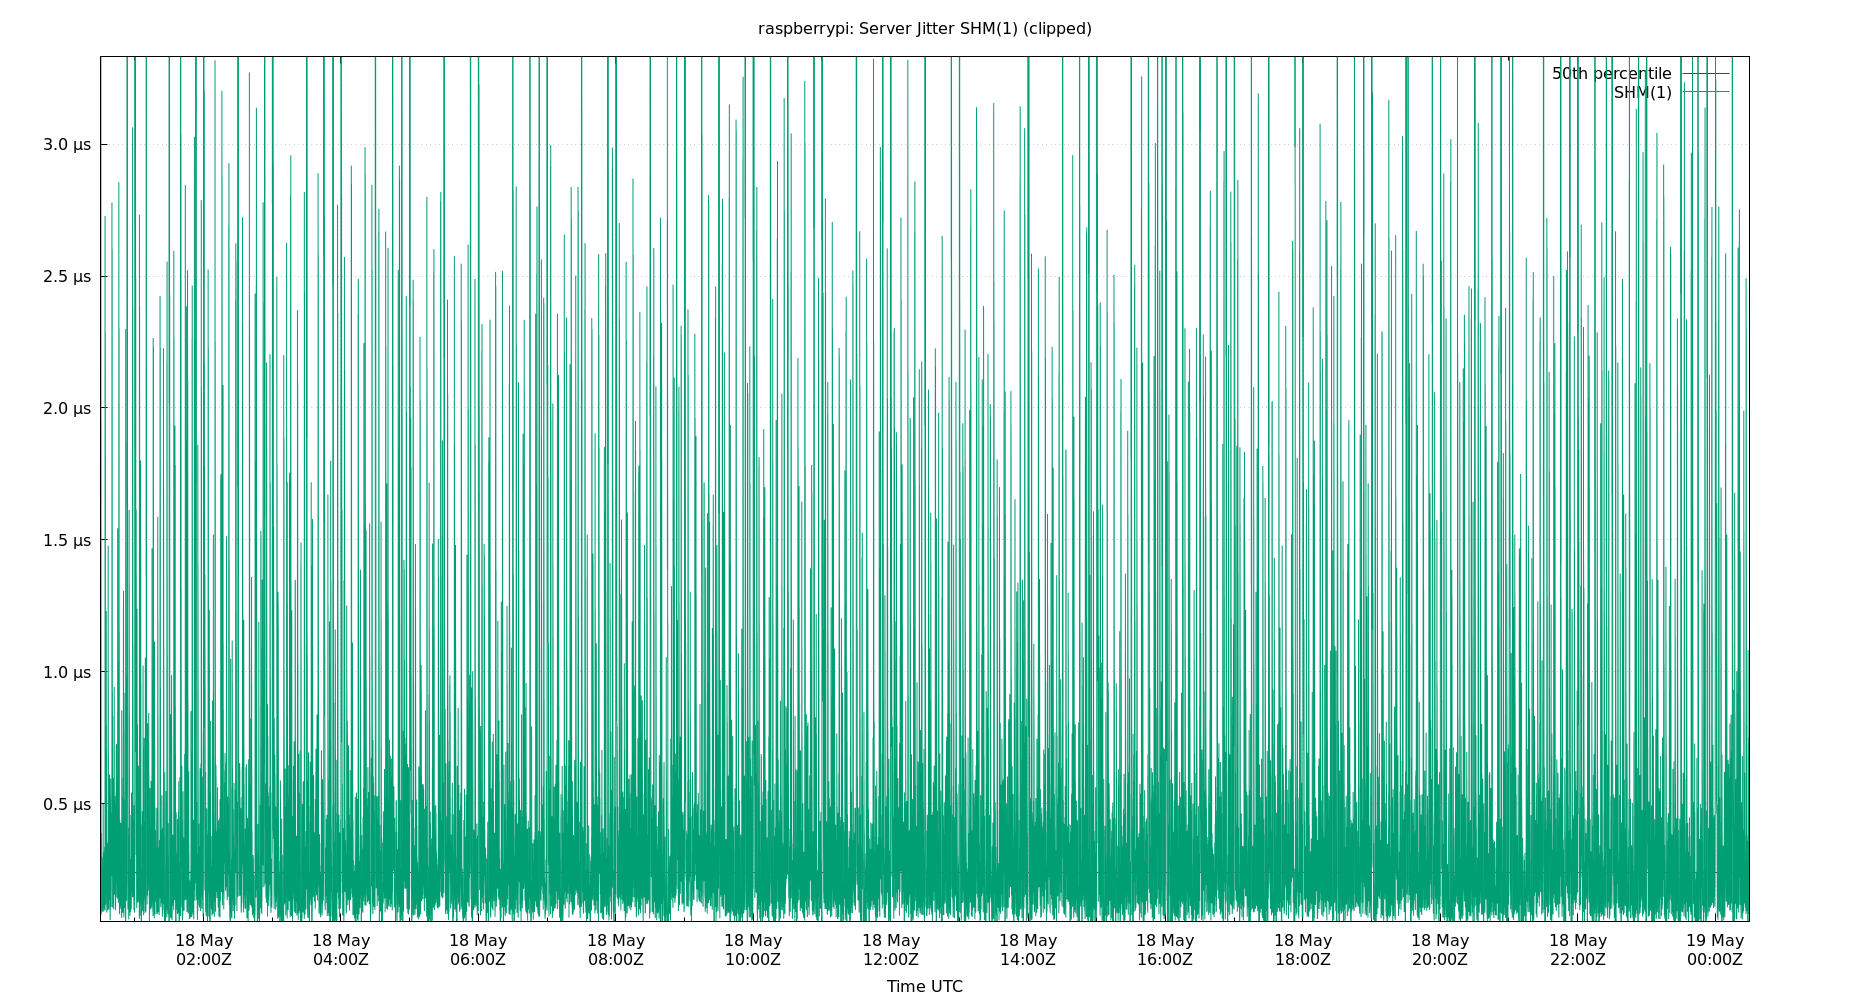 raspberrypi: Server Jitter SHM(1) (clipped)
50th percentile
SHM(1)
3.0 µs
2.5 µs
2.0 µs
1.5 µs
1.0 µs
0.5 µs
18 May 18 May 18 May 18 May 18 May 18 May 18 May 18 May 18 May 18 May 18 May 19 May
02:00Z 04:00Z 06:00Z 08:00Z 10:00Z 12:00Z 14:00Z 16:00Z 18:00Z 20:00Z 22:00Z 00:00Z
Time UTC